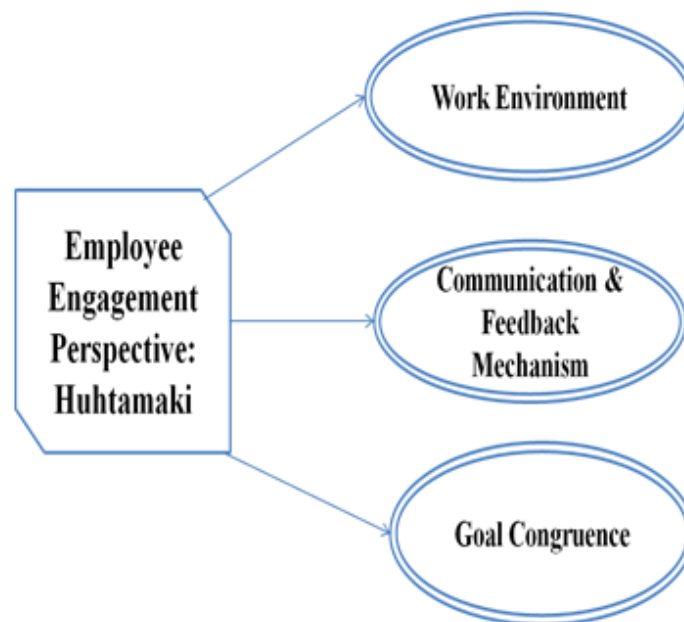 Work Environment
Employee
Engagement
Perspective:
Huhtamaki
Communication &
Feedback
Mechanism
Goal Congruence